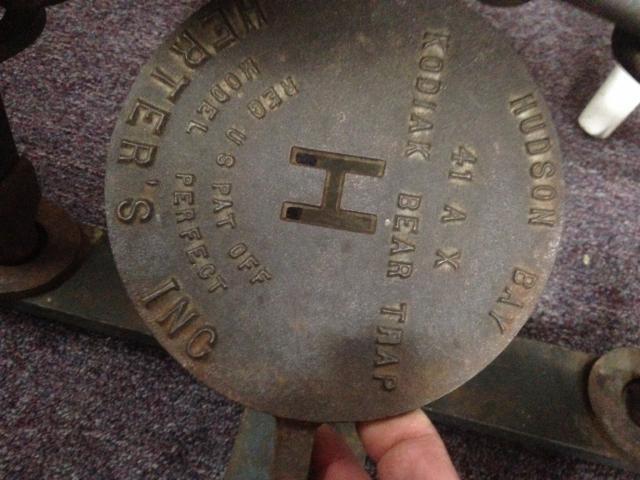 HERTER'S INC
REG U S PAT OFF
MODEL PERFECT
H
KODIAK BEAR TRAP
41 A X
HUDSON BAY